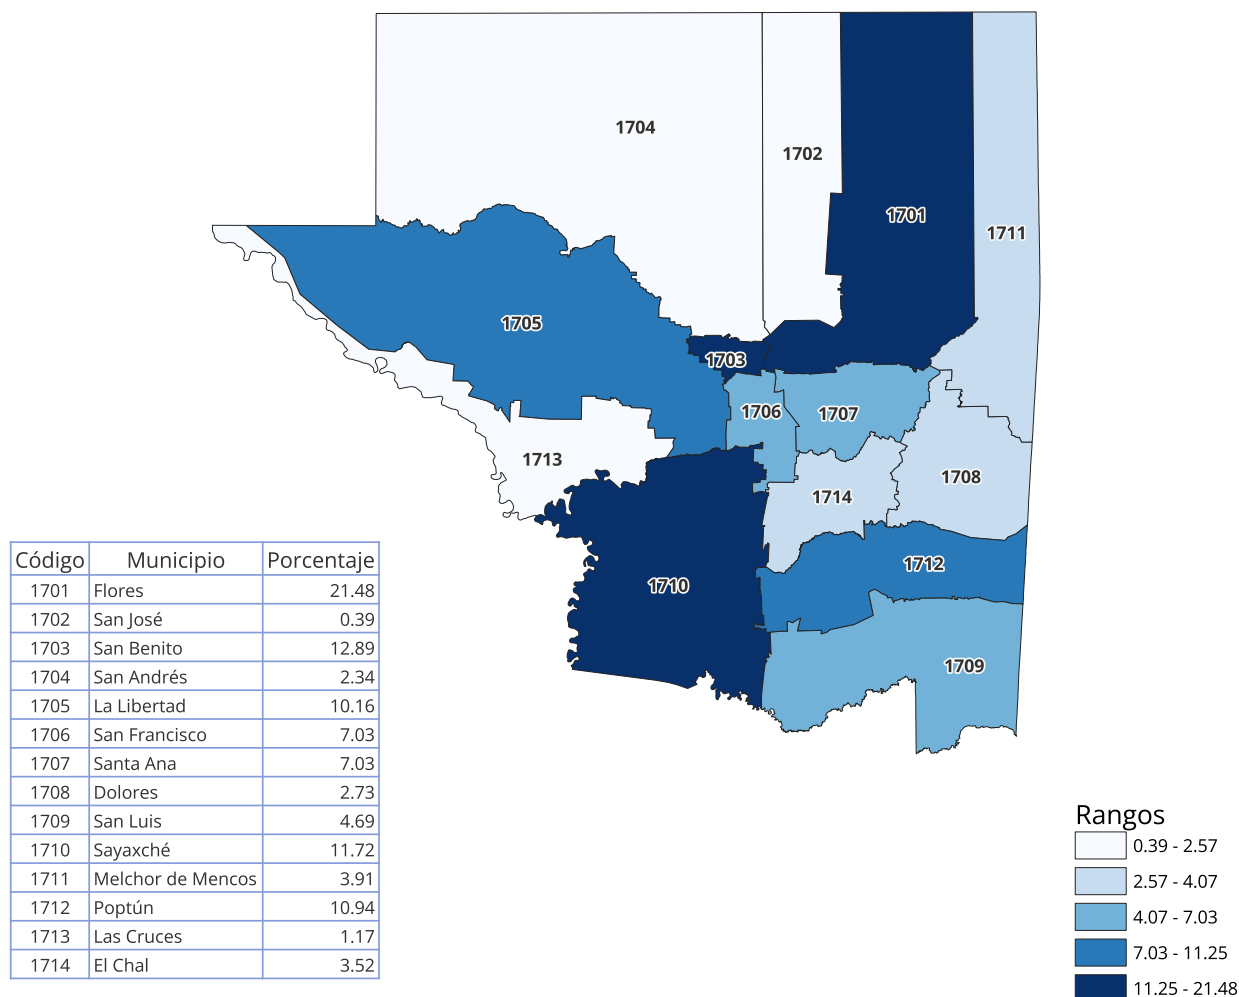 1704
1702
1701
1711
1705
1703
1706
1707
1713
1708
1714
1712
1710
1709
Código Municipio Porcentaje
1701 Flores 21.48
1702 San José 0.39
1703 San Benito 12.89
1704 San Andrés 2.34
1705 La Libertad 10.16
1706 San Francisco 7.03
1707 Santa Ana 7.03
1708 Dolores 2.73
1709 San Luis 4.69
1710 Sayaxché 11.72
1711 Melchor de Mencos 3.91
1712 Poptún 10.94
1713 Las Cruces 1.17
1714 El Chal 3.52
Rangos
0.39 - 2.57
2.57 - 4.07
4.07 - 7.03
7.03 - 11.25
11.25 - 21.48